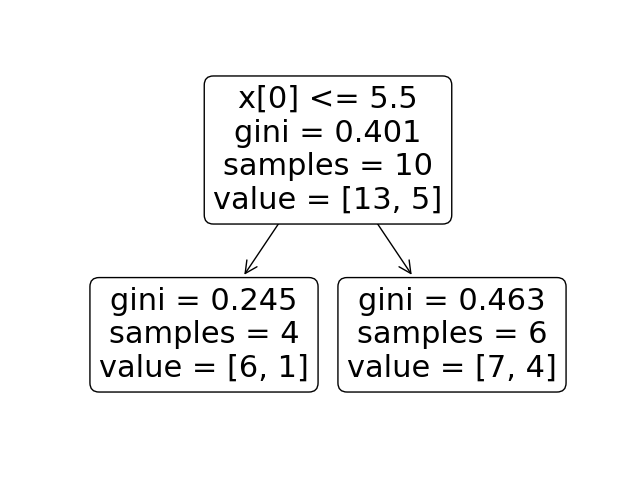 x[0] <= 5.5
gini = 0.401
samples = 10
value = [13, 5]
gini = 0.245
samples = 4
value = [6, 1]
gini = 0.463
samples = 6
value = [7, 4]